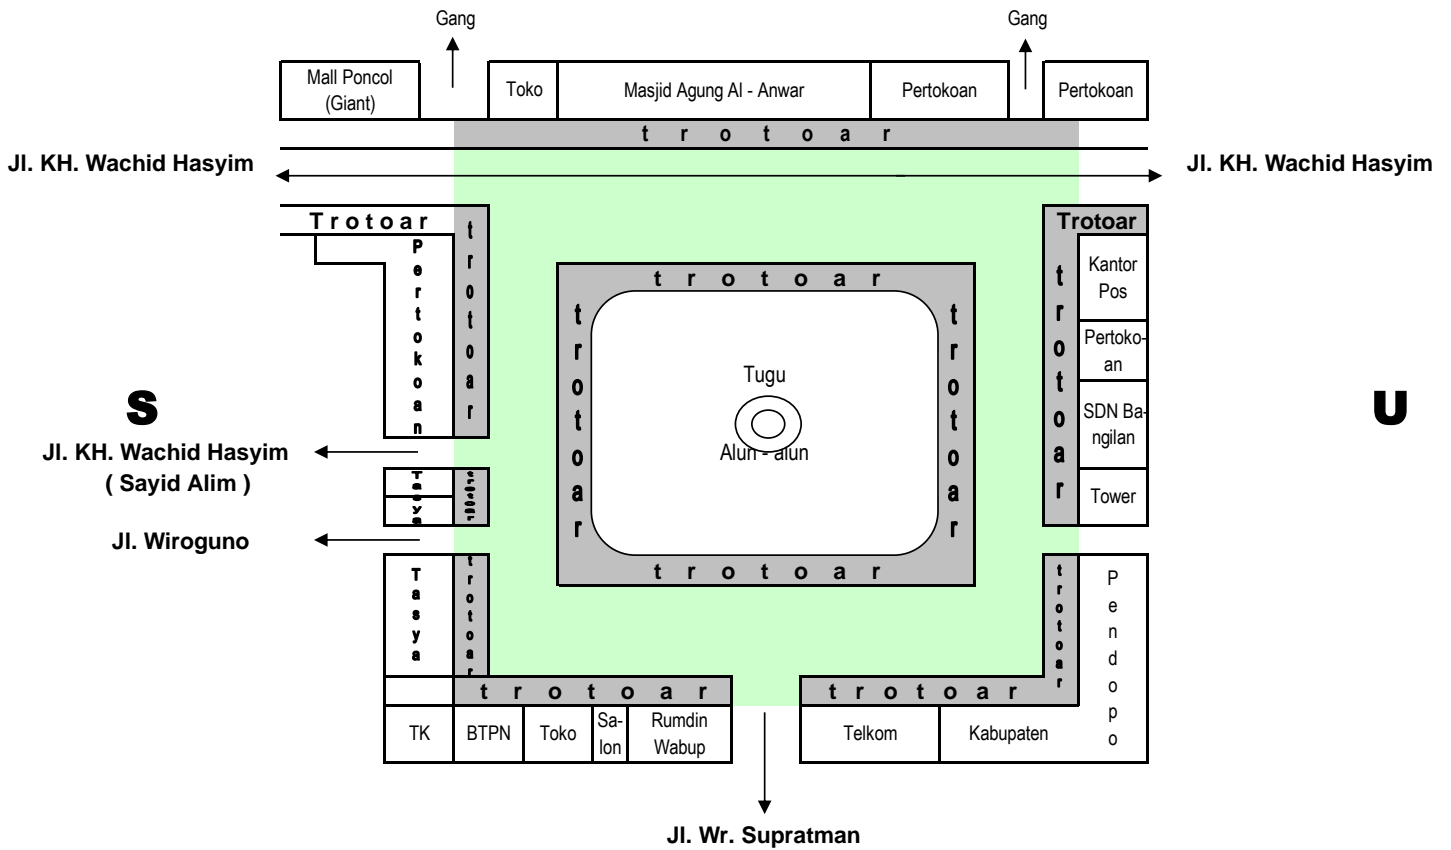 Gang
Gang
Mall Poncol
(Giant)
Toko
Masjid Agung Al - Anwar
Pertokoan
Pertokoan
t r o t o a r
Jl. KH. Wachid Hasyim
Jl. KH. Wachid Hasyim
Trotoar
trotoar
Pertokoan
Trotoar
trotoar
Kantor
Pos
Pertoko-
an
SDN Ba-
ngilan
Tower
t r o t o a r
trotoar
trotoar
Tugu
Alun - alun
t r o t o a r
S
U
Jl. KH. Wachid Hasyim
( Sayid Alim )
Tasya
trotoar
Jl. Wiroguno
Tasya
trotoar
trotoar
Pendopo
t r o t o a r
t r o t o a r
TK
BTPN
Toko
Sa-
lon
Rumdin
Wabup
Telkom
Kabupaten
Jl. Wr. Supratman